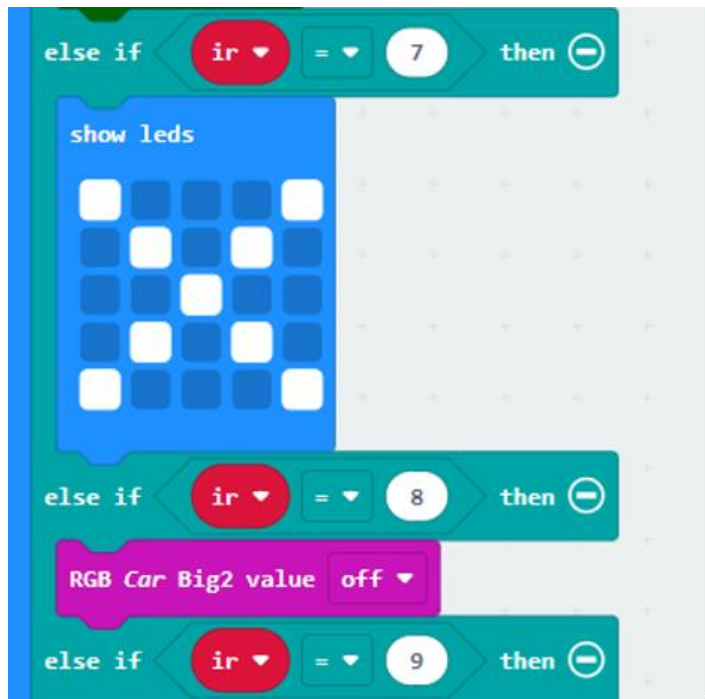 else if ir = 7 then
show leds
else if ir = 8 then
RGB Car Big2 value off
else if ir = 9 then